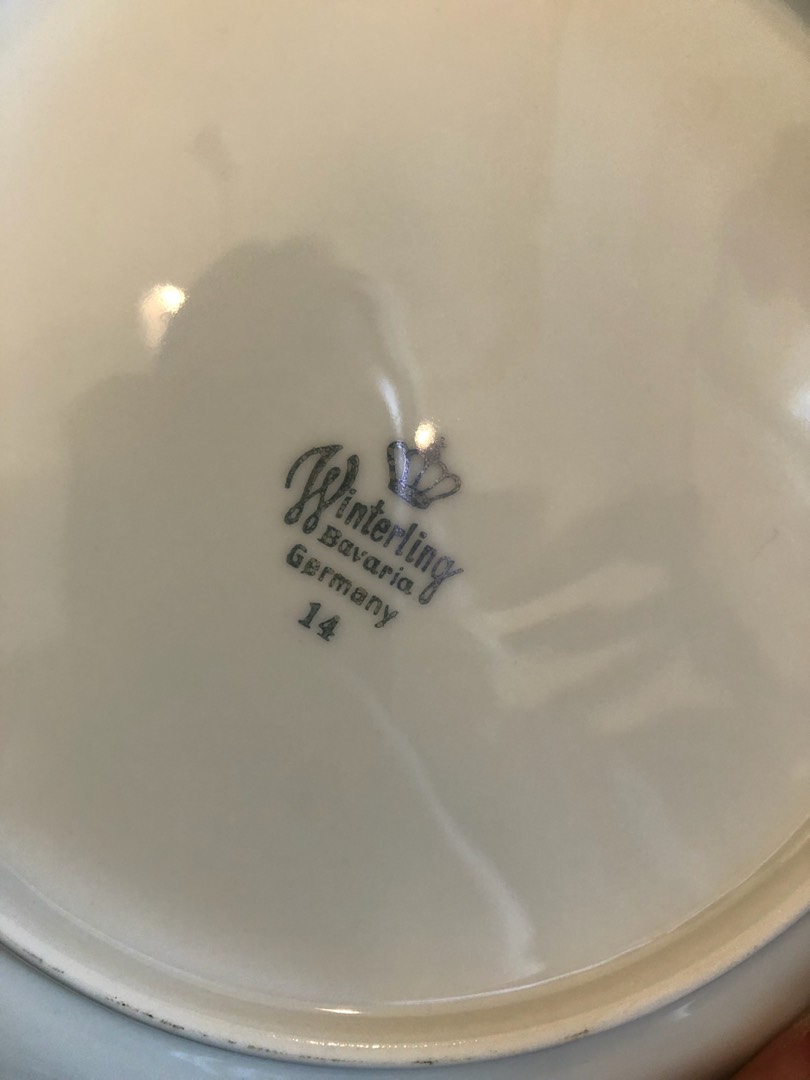 Winterling
Bavaria
Germany
14